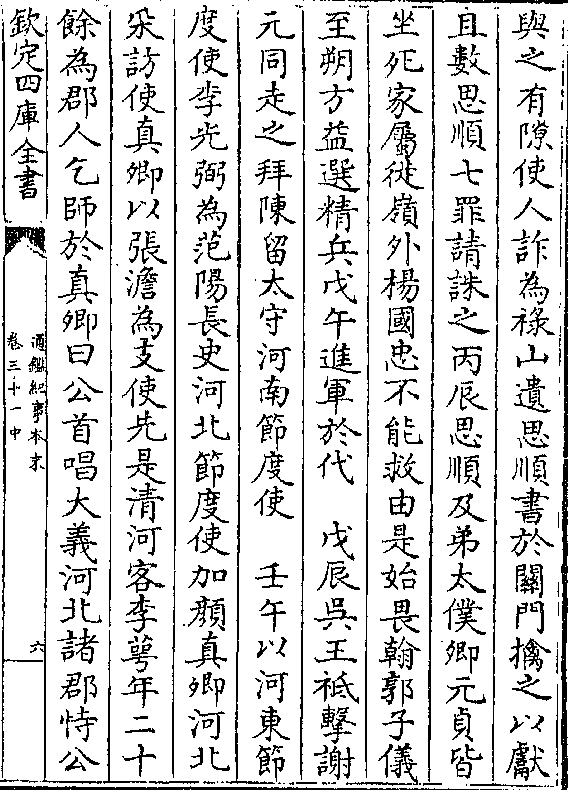 與之有隙使人詐為祿山遺思順書於關門擒之以獻
且數思順七罪請誅之丙辰思順及弟太僕卿元貞皆
坐死家屬徙嶺外楊國忠不能救由是始畏翰郭子儀
至朔方益選精兵戊午進軍於代　戊辰吳王祗擊謝
元同走之拜陳留太守河南節度使　壬午以河東節
度使李光弼為范陽長史河北節度使加顏真卿河北
采訪使真卿以張澹為支使先是清河客李萼年二十
餘為郡人乞師於真卿曰公首唱大義河北諸郡恃公
欽定四庫全書
通鑑紀事本末
卷三十一中
六